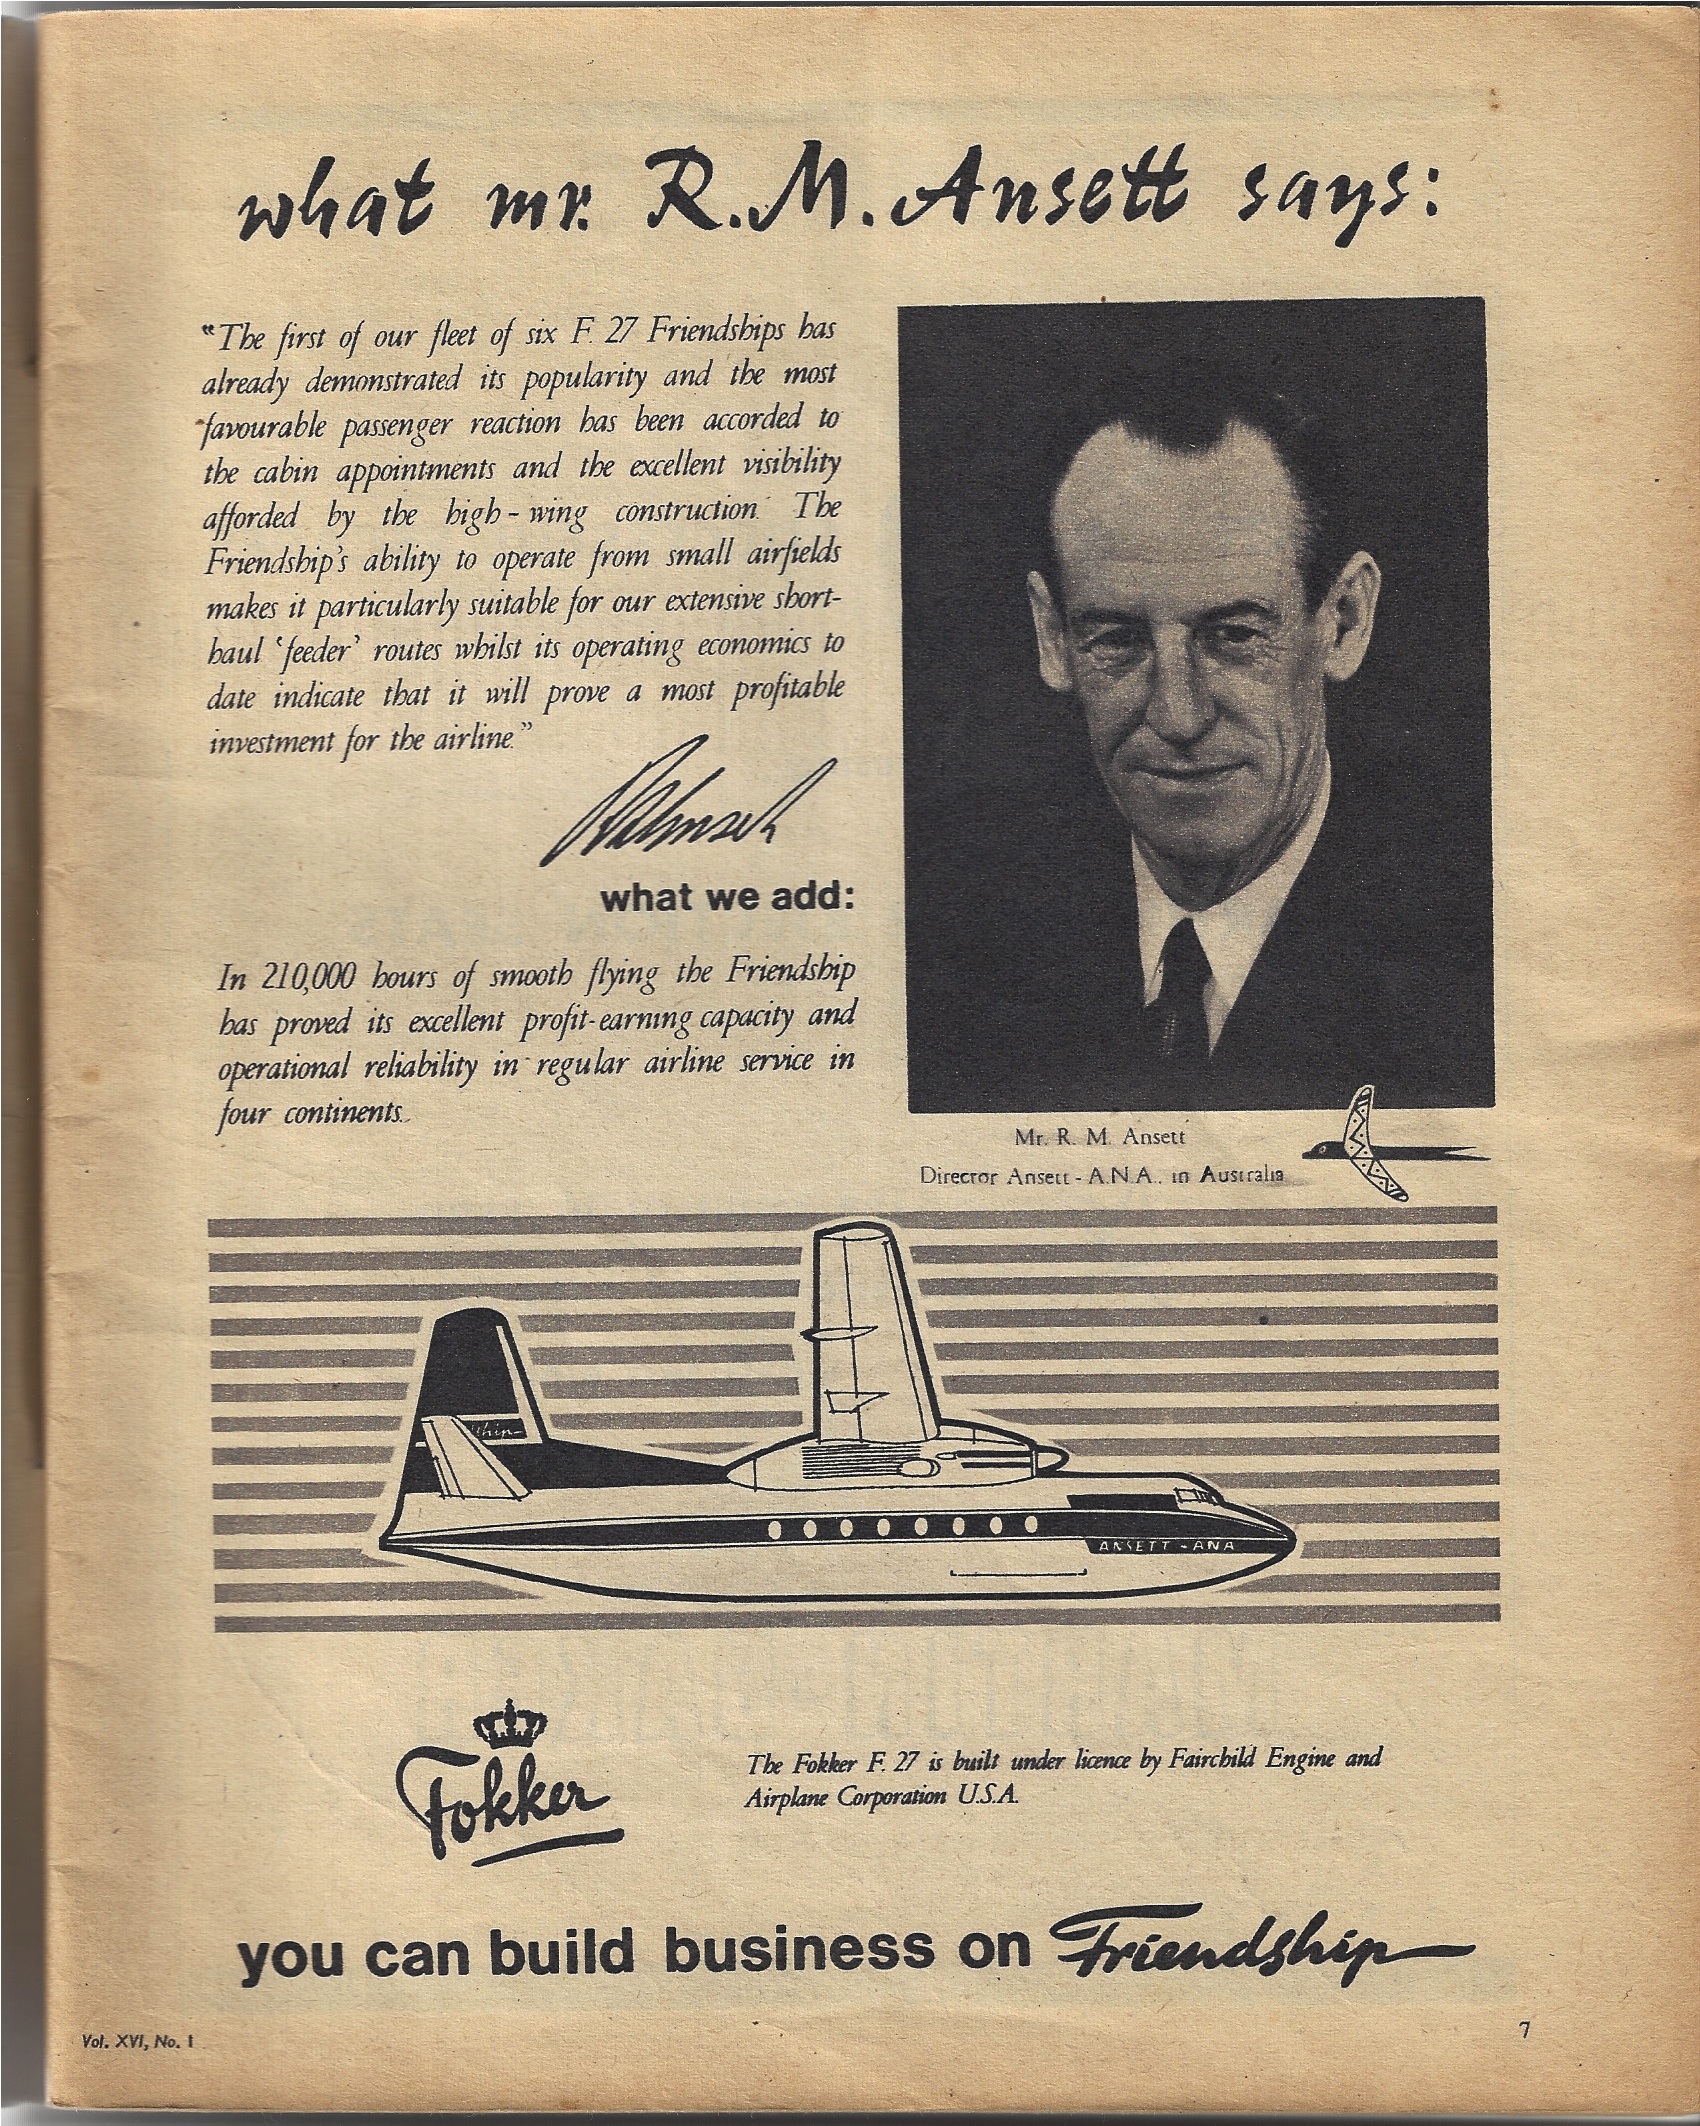 what mr. R.M. Ansett says:
"The first of our fleet of six F. 27 Friendships has
already demonstrated its popularity and the most
favourable passenger reaction has been accorded to
the cabin appointments and the excellent visibility
afforded by the high-wing construction. The
Friendship's ability to operate from small airfields
makes it particularly suitable for our extensive short-
haul 'feeder' routes whilst its operating economics to
date indicate that it will prove a most profitable
investment for the airline."
what we add:
In 210,000 hours of smooth flying the Friendship
has proved its excellent profit-earning capacity and
operational reliability in regular airline service in
four continents.
Mr. R. M. Ansett
Director Ansett - A.N.A., in Australia
ship
ANSETT - ANA
Fokker
The Fokker F. 27 is built under licence by Fairchild Engine and
Airplane Corporation U.S.A.
you can build business on Friendship
Vol. XVI, No. 1
7